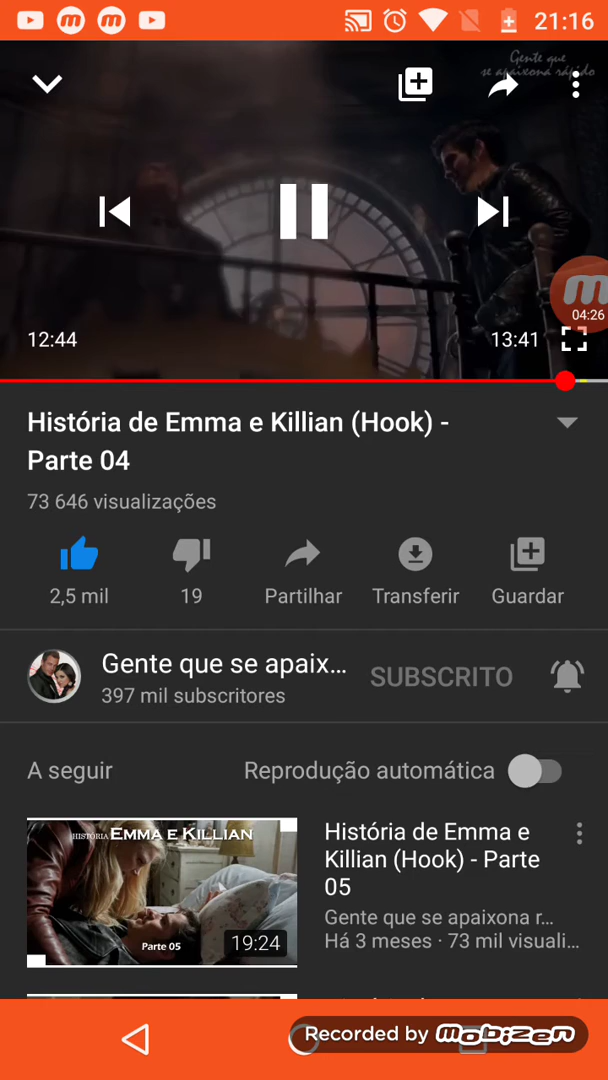 21:16
Gente que
se apaixona rápido
04:26
12:44
13:41
História de Emma e Killian (Hook) -
Parte 04
73 646 visualizações
2,5 mil
19
Partilhar
Transferir
Guardar
Gente que se apaix...
397 mil subscritores
SUBSCRITO
A seguir
Reprodução automática
HISTÓRIA EMMA E KILLIAN
Parte 05
19:24
História de Emma e
Killian (Hook) - Parte
05
Gente que se apaixona r...
Há 3 meses · 73 mil visuali...
Recorded by mobizen